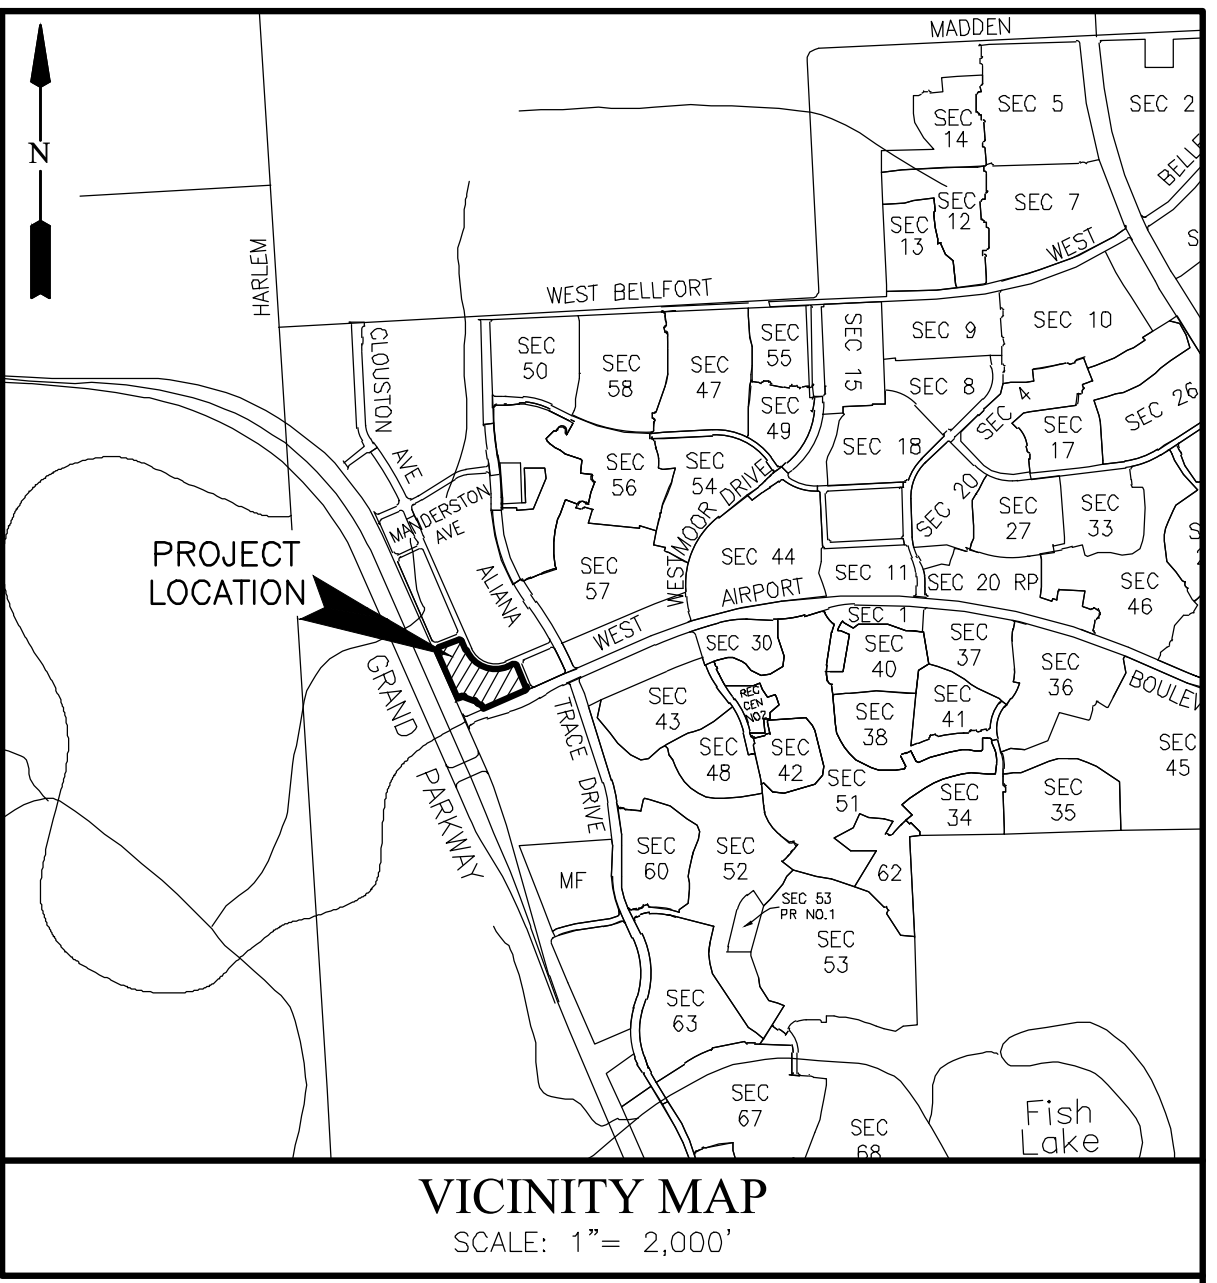 MADDEN
N
SEC 5
SEC 2
SEC
14
SEC 7
SEC
12
SEC
13
WEST
HARLEM
WEST BELLFORT
CLOUSTON
AVE
SEC
50
SEC
58
SEC
47
SEC
55
SEC 15
SEC 9
SEC 10
SEC 8
SEC
49
SEC 4
SEC
17
SEC 26
SEC 18
SEC
56
SEC
54
WESTMOOR DRIVE
MANDERSTON
AVE
SEC 20
SEC
27
SEC
33
PROJECT
LOCATION
ALIANA
SEC
57
SEC 44
SEC 11
SEC 20 RP
SEC
46
WEST
AIRPORT
SEC 1
SEC 30
SEC
40
SEC
37
SEC
36
GRAND
PARKWAY
TRACE DRIVE
SEC
43
REC
CEN
NO2
SEC
38
SEC
41
SEC
48
SEC
42
SEC
51
SEC
45
SEC
34
SEC
35
SEC
60
SEC
52
62
MF
SEC 53
PR NO.1
SEC
53
SEC
63
SEC
67
SEC
68
Fish
Lake
VICINITY MAP
SCALE: 1"= 2,000'